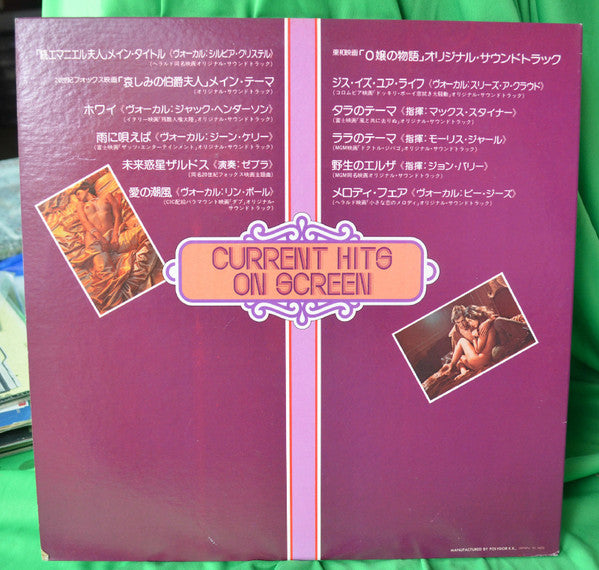 「続エマニエル夫人」メイン・タイトル《ヴォーカル:シルビア・クリステル》
(ヘラルド同名映画オリジナル・サウンドトラック)
20世紀フォックス映画「哀しみの伯爵夫人」メイン・テーマ
(オリジナル・サウンドトラック)
ホワイ《ヴォーカル:ジャック・ヘンダーソン》
雨に唄えば《ヴォーカル:ジーン・ケリー》
(富士映画「ザッツ・エンターテインメント」オリジナル・サウンドトラック)
未来惑星ザルドス《演奏:ゼブラ》
(同名20世紀フォックス映画主題曲)
愛の潮風《ヴォーカル:リン・ポール》
(CIC配給パラマウント映画「ダブ」オリジナル・
サウンドトラック)
東和映画「O嬢の物語」オリジナル・サウンドトラック
ジス・イズ・ユア・ライフ《ヴォーカル:スリーズ・ア・クラウド》
タラのテーマ《指揮:マックス・スタイナー》
(富士映画「風と共に去りぬ」オリジナル・サウンドトラック)
ララのテーマ《指揮:モーリス・ジャール》
(MGM映画「ドクトル・ジバゴ」オリジナル・サウンドトラック)
野生のエルザ《指揮:ジョン・バリー》
(MGM同名映画オリジナル・サウンドトラック)
メロディ・フェア《ヴォーカル:ビー・ジーズ》
(ヘラルド映画「小さな恋のメロディ」オリジナル・サウンドトラック)
CURRENT HITS
ON SCREEN
MANUFACTURED BY POLYDOR K.K.,